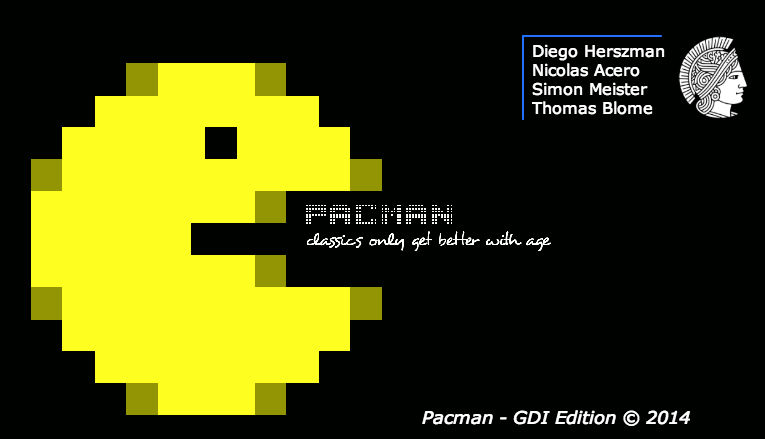 Diego Herszman
Nicolas Acero
Simon Meister
Thomas Blome
PACMAN
classics only get better with age
Pacman - GDI Edition © 2014